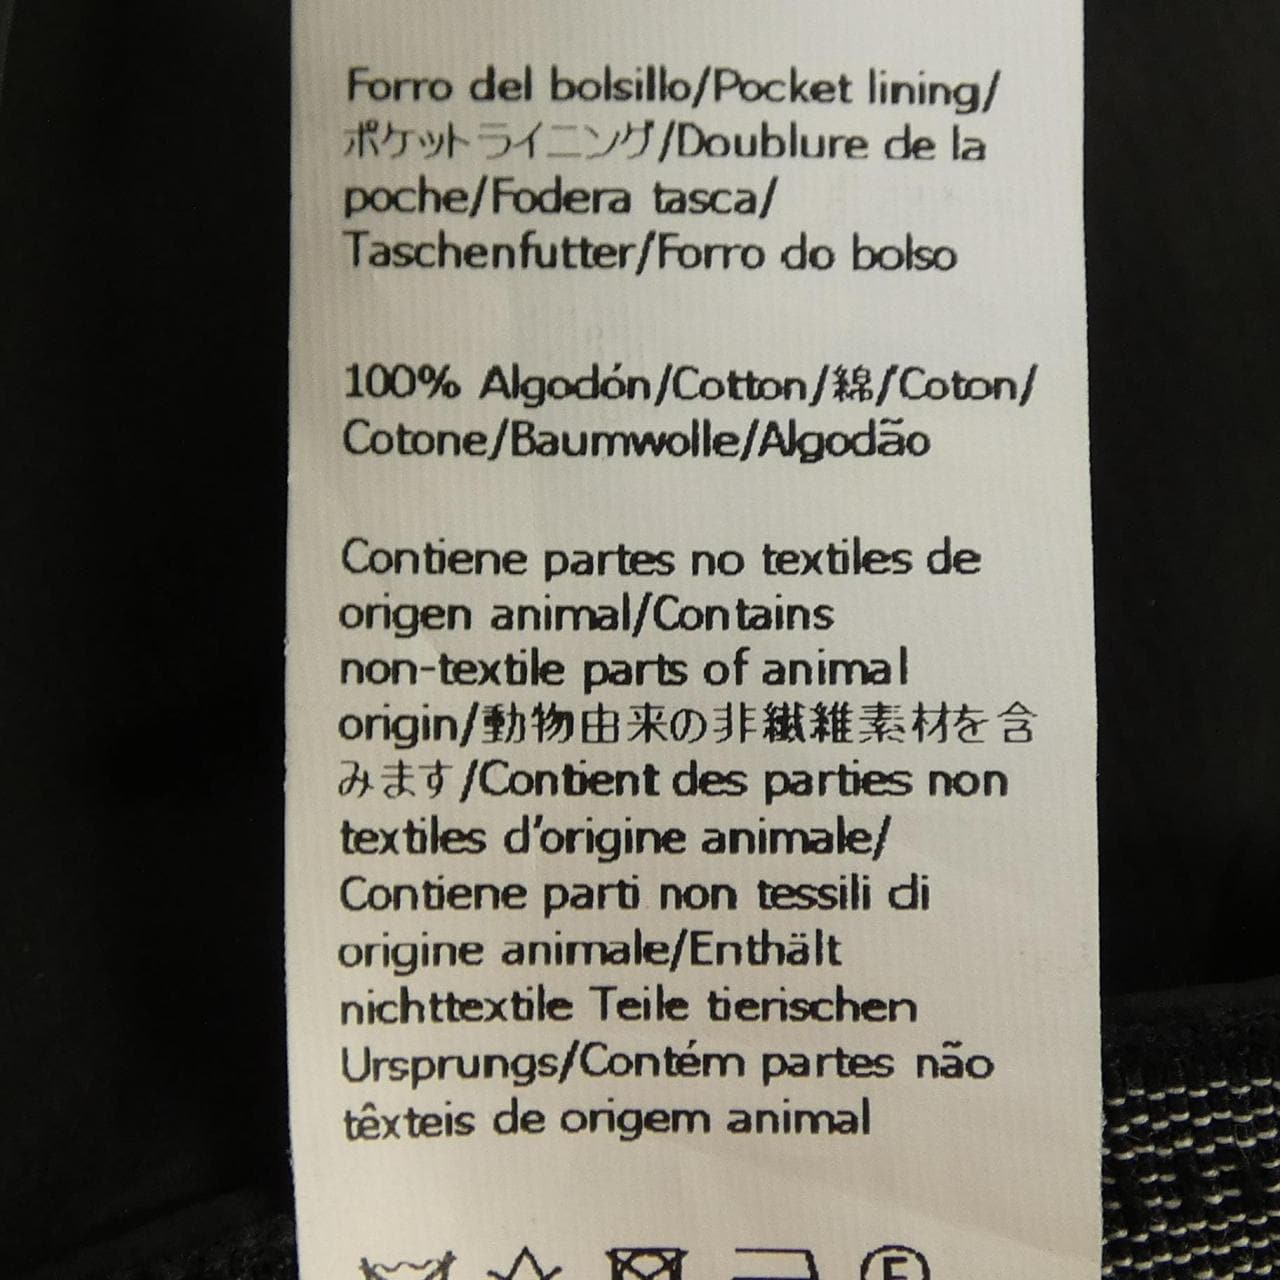 Forro del bolsillo/Pocket lining/
ポケットライニング/Doublure de la
poche/Fodera tasca/
Taschenfutter/Forro do bolso
100% Algodón/Cotton/綿/Coton/
Cotone/Baumwolle/Algodão
Contiene partes no textiles de
origen animal/Contains
non-textile parts of animal
origin/動物由来の非繊維素材を含
みます/Contient des parties non
textiles d'origine animale/
Contiene parti non tessili di
origine animale/Enthält
nichttextile Teile tierischen
Ursprungs/Contém partes não
têxteis de origem animal